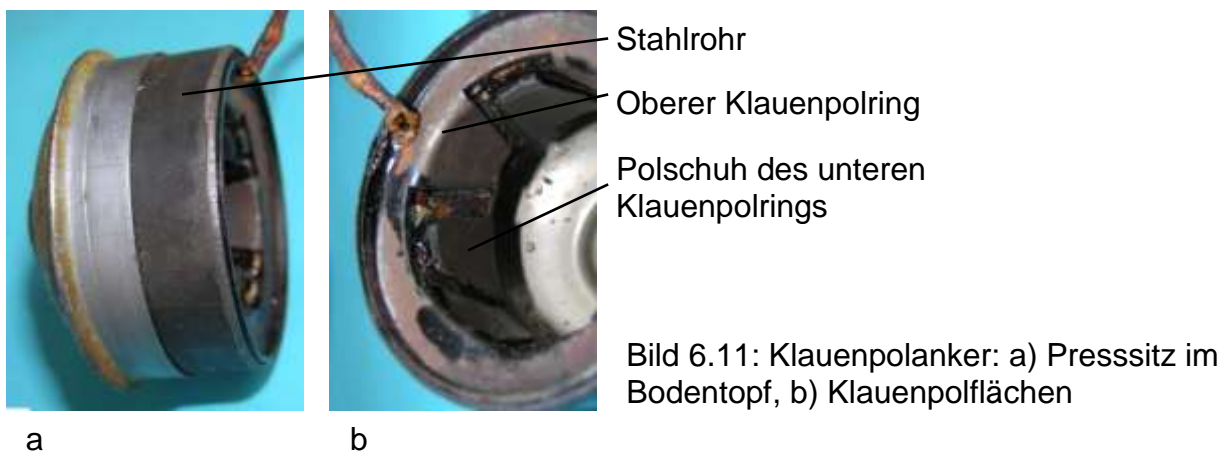 Stahlrohr
Oberer Klauenpolring
Polschuh des unteren
Klauenpolrings
Bild 6.11: Klauenpolanker: a) Presssitz im
Bodentopf, b) Klauenpolflächen
a
b